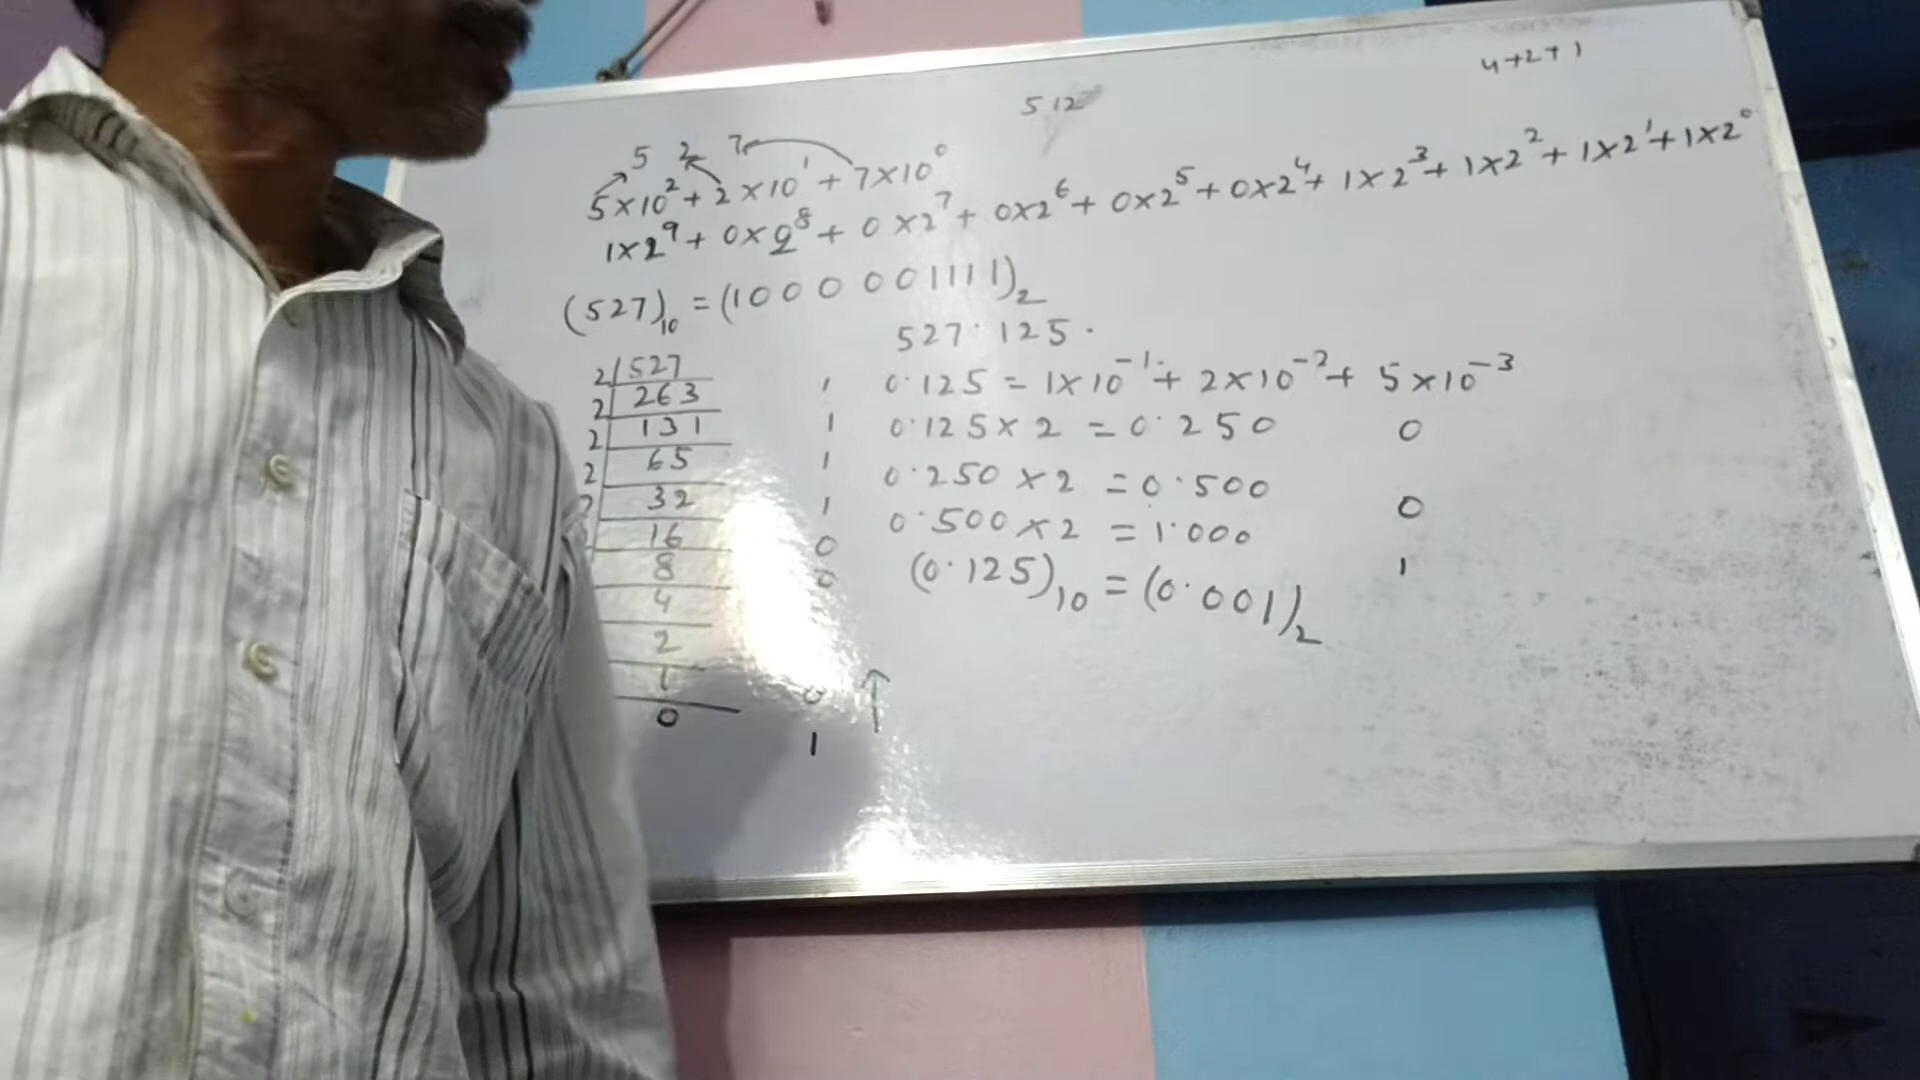 4+2+1
512
5 2 7
5×10² + 2×10¹ + 7×10⁰
1×2⁹ + 0×2⁸ + 0×2⁷ + 0×2⁶ + 0×2⁵ + 0×2⁴ + 1×2³ + 1×2² + 1×2¹ + 1×2⁰
(527)₁₀ = (1000001111)₂
527.125.
2 527
2 263 1
2 131 1
2 65 1
2 32 1
16 0
8 0
4
2
1 0
0 1
0.125 = 1×10⁻¹ + 2×10⁻² + 5×10⁻³
0.125×2 = 0.250 0
0.250×2 = 0.500 0
0.500×2 = 1.000 1
(0.125)₁₀ = (0.001)₂